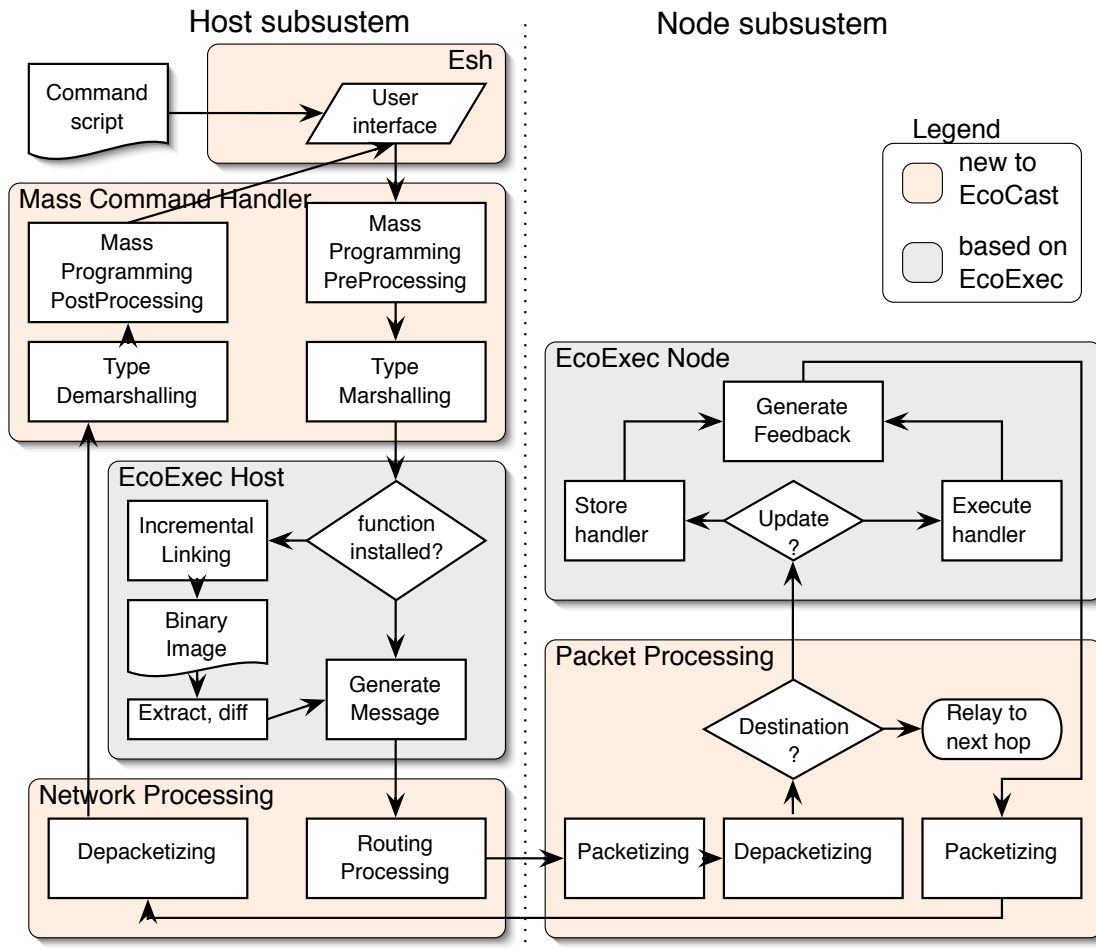 Host subsustem
Node subsustem
Esh
Command
script
User
interface
Legend
new to
EcoCast
based on
EcoExec
Mass Command Handler
Mass
Programming
PostProcessing
Mass
Programming
PreProcessing
Type
Demarshalling
Type
Marshalling
EcoExec Host
function
installed?
Incremental
Linking
Binary
Image
Extract, diff
Generate
Message
EcoExec Node
Generate
Feedback
Store
handler
Update
?
Execute
handler
Packet Processing
Destination
?
Relay to
next hop
Network Processing
Depacketizing
Routing
Processing
Packetizing
Depacketizing
Packetizing